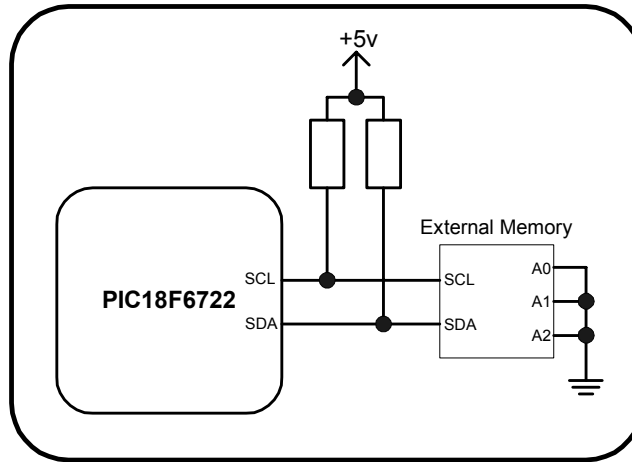 +5v
External Memory
SCL SCL A0
PIC18F6722 A1
SDA SDA A2